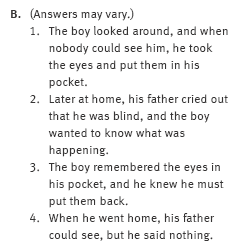 B. (Answers may vary.)
1. The boy looked around, and when
nobody could see him, he took
the eyes and put them in his
pocket.
2. Later at home, his father cried out
that he was blind, and the boy
wanted to know what was
happening.
3. The boy remembered the eyes in
his pocket, and he knew he must
put them back.
4. When he went home, his father
could see, but he said nothing.